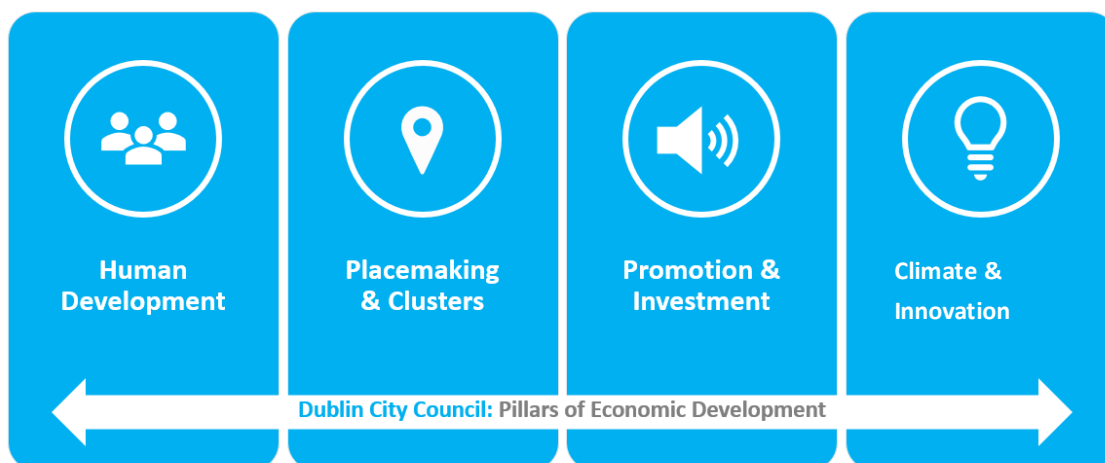 Human
Development
Placemaking
& Clusters
Promotion &
Investment
Climate &
Innovation
Dublin City Council: Pillars of Economic Development